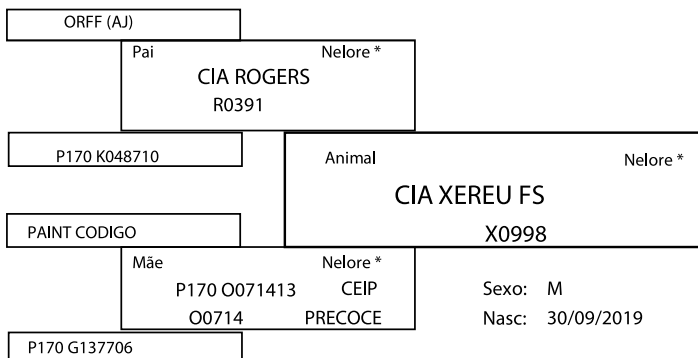 ORFF (AJ)
Pai Nelore *
CIA ROGERS
R0391
P170 K048710
Animal Nelore *
CIA XEREU FS
X0998
PAINT CODIGO
Mãe Nelore *
P170 O071413 CEIP
O0714 PRECOCE
Sexo: M
Nasc: 30/09/2019
P170 G137706